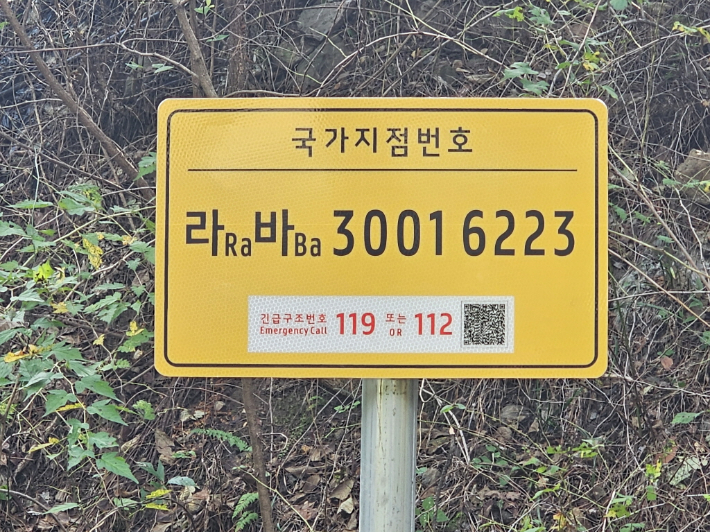 국가지점번호
라Ra바Ba 3001 6223
긴급구조번호 119 또는 112
Emergency Call OR